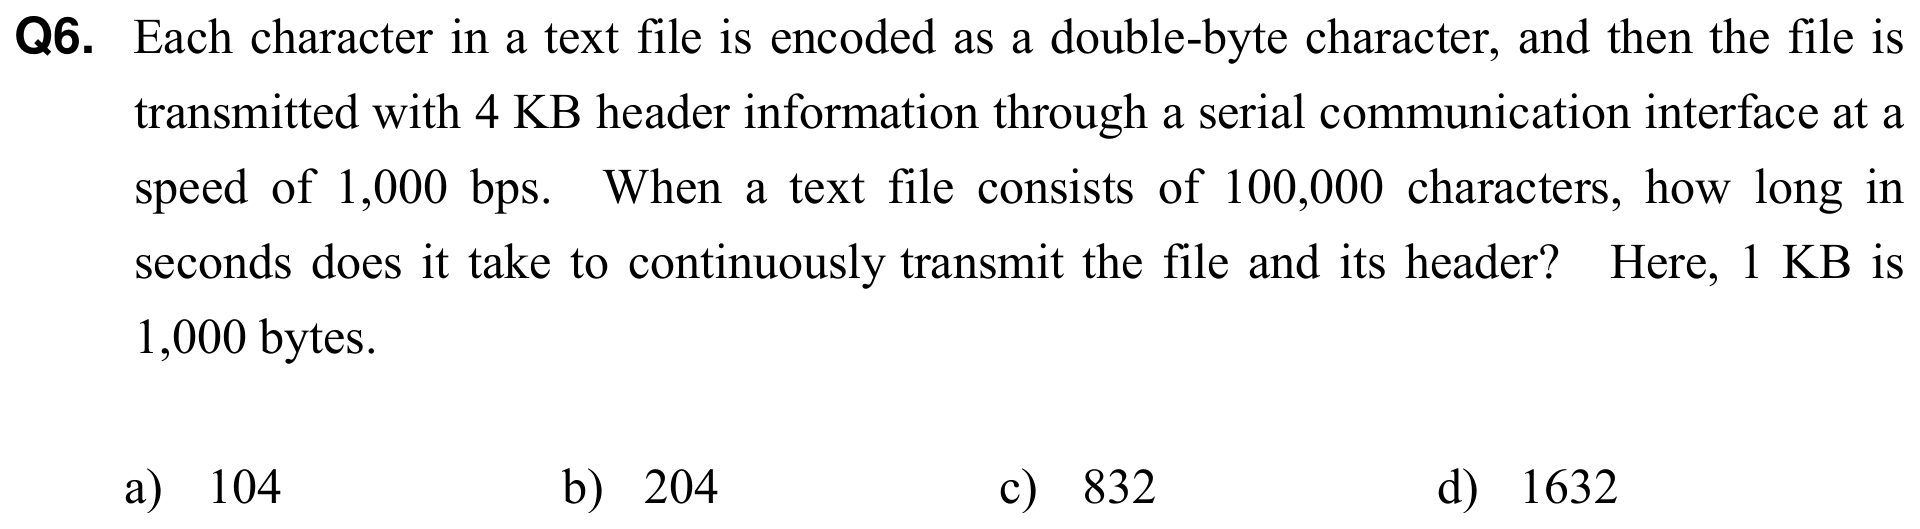 Q6. Each character in a text file is encoded as a double-byte character, and then the file is
transmitted with 4 KB header information through a serial communication interface at a
speed of 1,000 bps. When a text file consists of 100,000 characters, how long in
seconds does it take to continuously transmit the file and its header? Here, 1 KB is
1,000 bytes.
a) 104 b) 204 c) 832 d) 1632